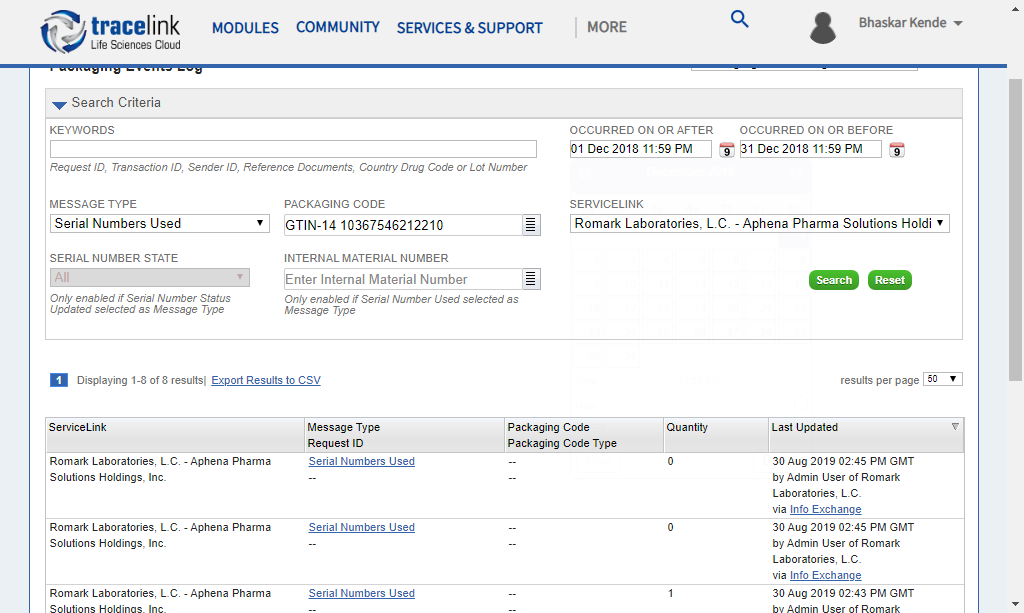 tracelink
Life Sciences Cloud
MODULES COMMUNITY SERVICES & SUPPORT MORE Bhaskar Kende
Packaging Events Log
Search Criteria
KEYWORDS OCCURRED ON OR AFTER OCCURRED ON OR BEFORE
01 Dec 2018 11:59 PM 9 31 Dec 2018 11:59 PM 9
Request ID, Transaction ID, Sender ID, Reference Documents, Country Drug Code or Lot Number
MESSAGE TYPE PACKAGING CODE SERVICELINK
Serial Numbers Used GTIN-14 10367546212210 Romark Laboratories, L.C. - Aphena Pharma Solutions Holdi
SERIAL NUMBER STATE INTERNAL MATERIAL NUMBER
All Enter Internal Material Number Search Reset
Only enabled if Serial Number Status Only enabled if Serial Number Used selected as
Updated selected as Message Type Message Type
1 Displaying 1-8 of 8 results| Export Results to CSV results per page 50
ServiceLink Message Type Packaging Code Quantity Last Updated
Request ID Packaging Code Type
Romark Laboratories, L.C. - Aphena Pharma Serial Numbers Used -- 0 30 Aug 2019 02:45 PM GMT
Solutions Holdings, Inc. -- -- by Admin User of Romark
Laboratories, L.C.
via Info Exchange
Romark Laboratories, L.C. - Aphena Pharma Serial Numbers Used -- 0 30 Aug 2019 02:45 PM GMT
Solutions Holdings, Inc. -- -- by Admin User of Romark
Laboratories, L.C.
via Info Exchange
Romark Laboratories, L.C. - Aphena Pharma Serial Numbers Used -- 1 30 Aug 2019 02:43 PM GMT
Solutions Holdings, Inc. -- -- by Admin User of Romark